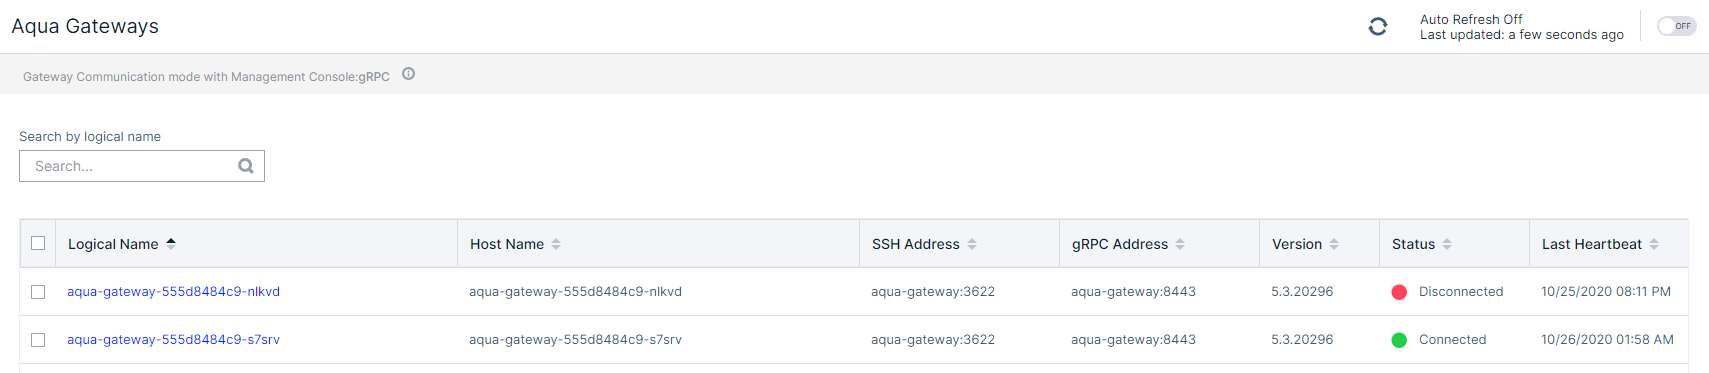 Aqua Gateways
Auto Refresh Off
Last updated: a few seconds ago
OFF
Gateway Communication mode with Management Console:gRPC
Search by logical name
Search...
Logical Name Host Name SSH Address gRPC Address Version Status Last Heartbeat
aqua-gateway-555d8484c9-nlkvd aqua-gateway-555d8484c9-nlkvd aqua-gateway:3622 aqua-gateway:8443 5.3.20296 Disconnected 10/25/2020 08:11 PM
aqua-gateway-555d8484c9-s7srv aqua-gateway-555d8484c9-s7srv aqua-gateway:3622 aqua-gateway:8443 5.3.20296 Connected 10/26/2020 01:58 AM